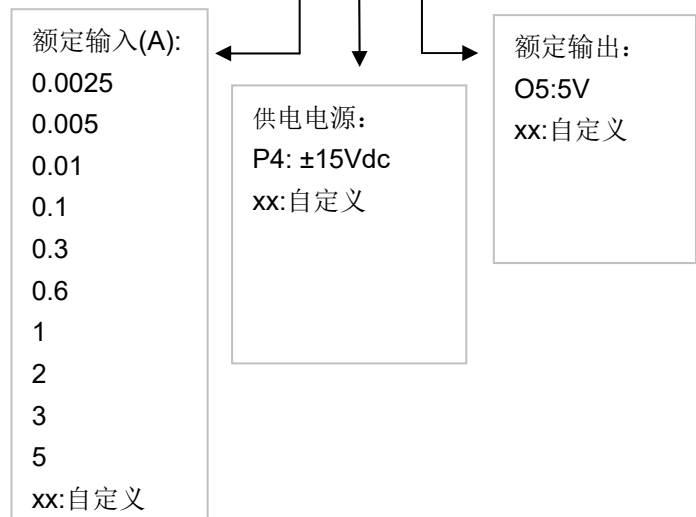 额定输入(A):
0.0025
0.005
0.01
0.1
0.3
0.6
1
2
3
5
xx:自定义
供电电源：
P4: ±15Vdc
xx:自定义
额定输出：
O5:5V
xx:自定义